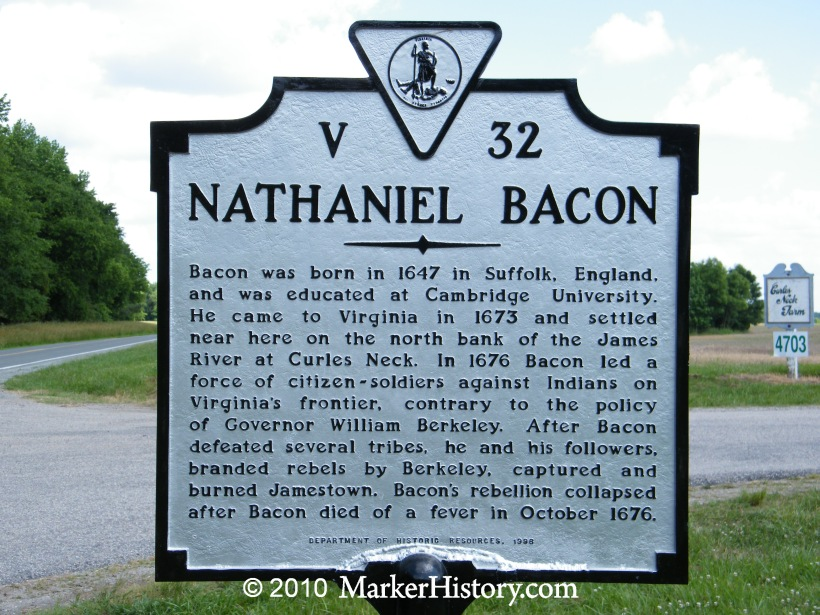 V 32
NATHANIEL BACON
Bacon was born in 1647 in Suffolk, England,
and was educated at Cambridge University.
He came to Virginia in 1673 and settled
near here on the north bank of the James
River at Curles Neck. In 1676 Bacon led a
force of citizen-soldiers against Indians on
Virginia's frontier, contrary to the policy
of Governor William Berkeley. After Bacon
defeated several tribes, he and his followers,
branded rebels by Berkeley, captured and
burned Jamestown. Bacon's rebellion collapsed
after Bacon died of a fever in October 1676.
DEPARTMENT OF HISTORIC RESOURCES, 1998
Curles
Neck
Farm
4703
© 2010 MarkerHistory.com